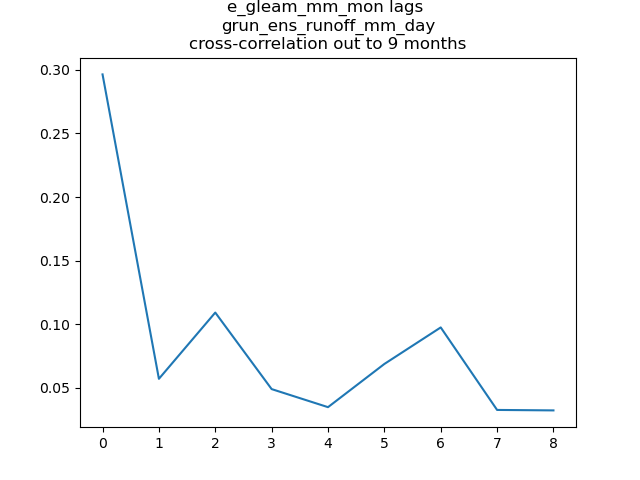 e_gleam_mm_mon lags
grun_ens_runoff_mm_day
cross-correlation out to 9 months
0.30
0.25
0.20
0.15
0.10
0.05
0 1 2 3 4 5 6 7 8